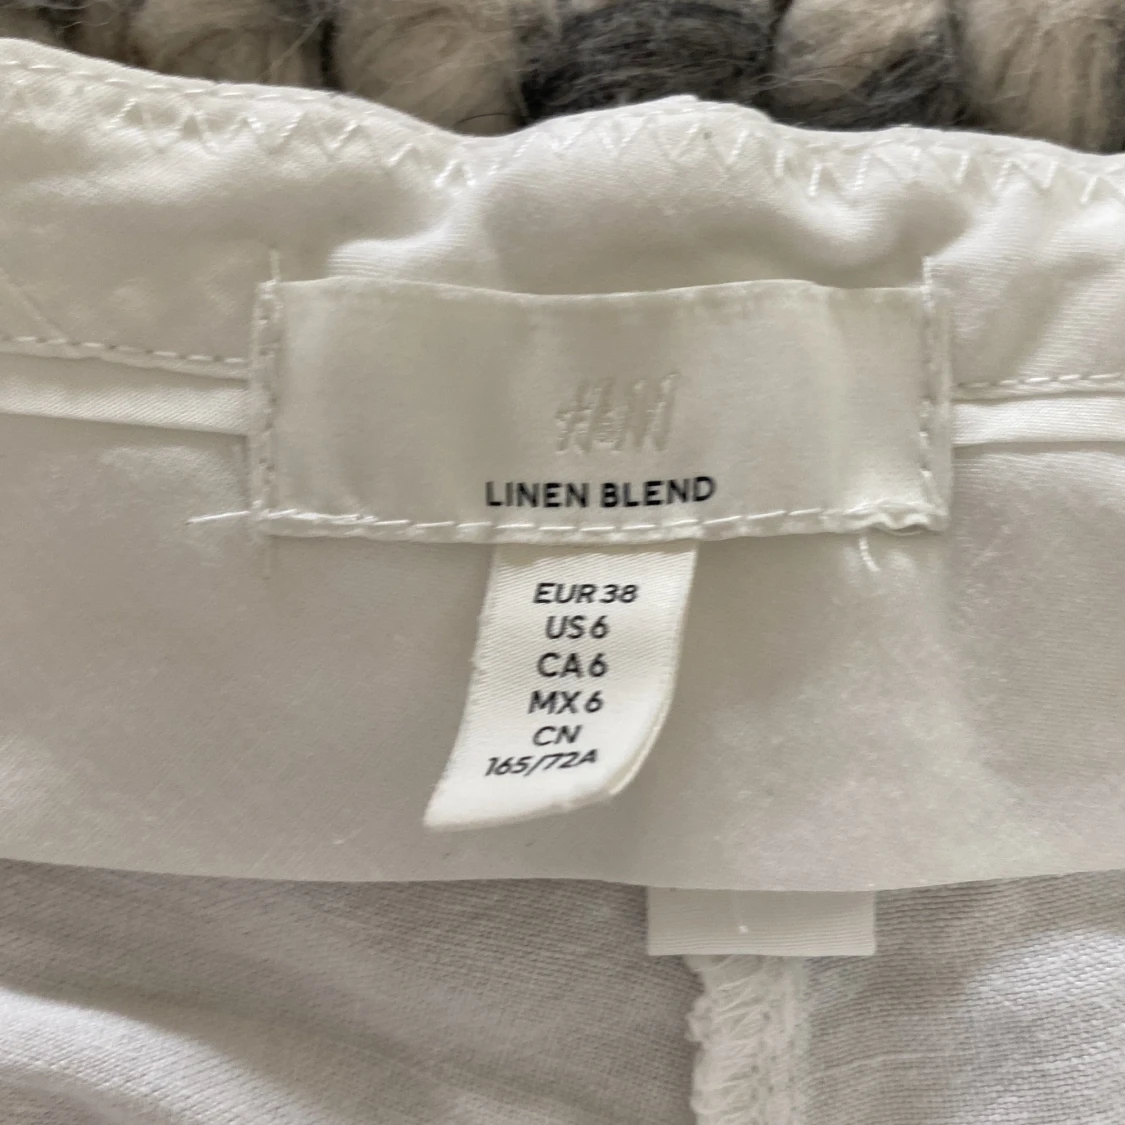 H&M
LINEN BLEND
EUR 38
US 6
CA 6
MX 6
CN
165/72A